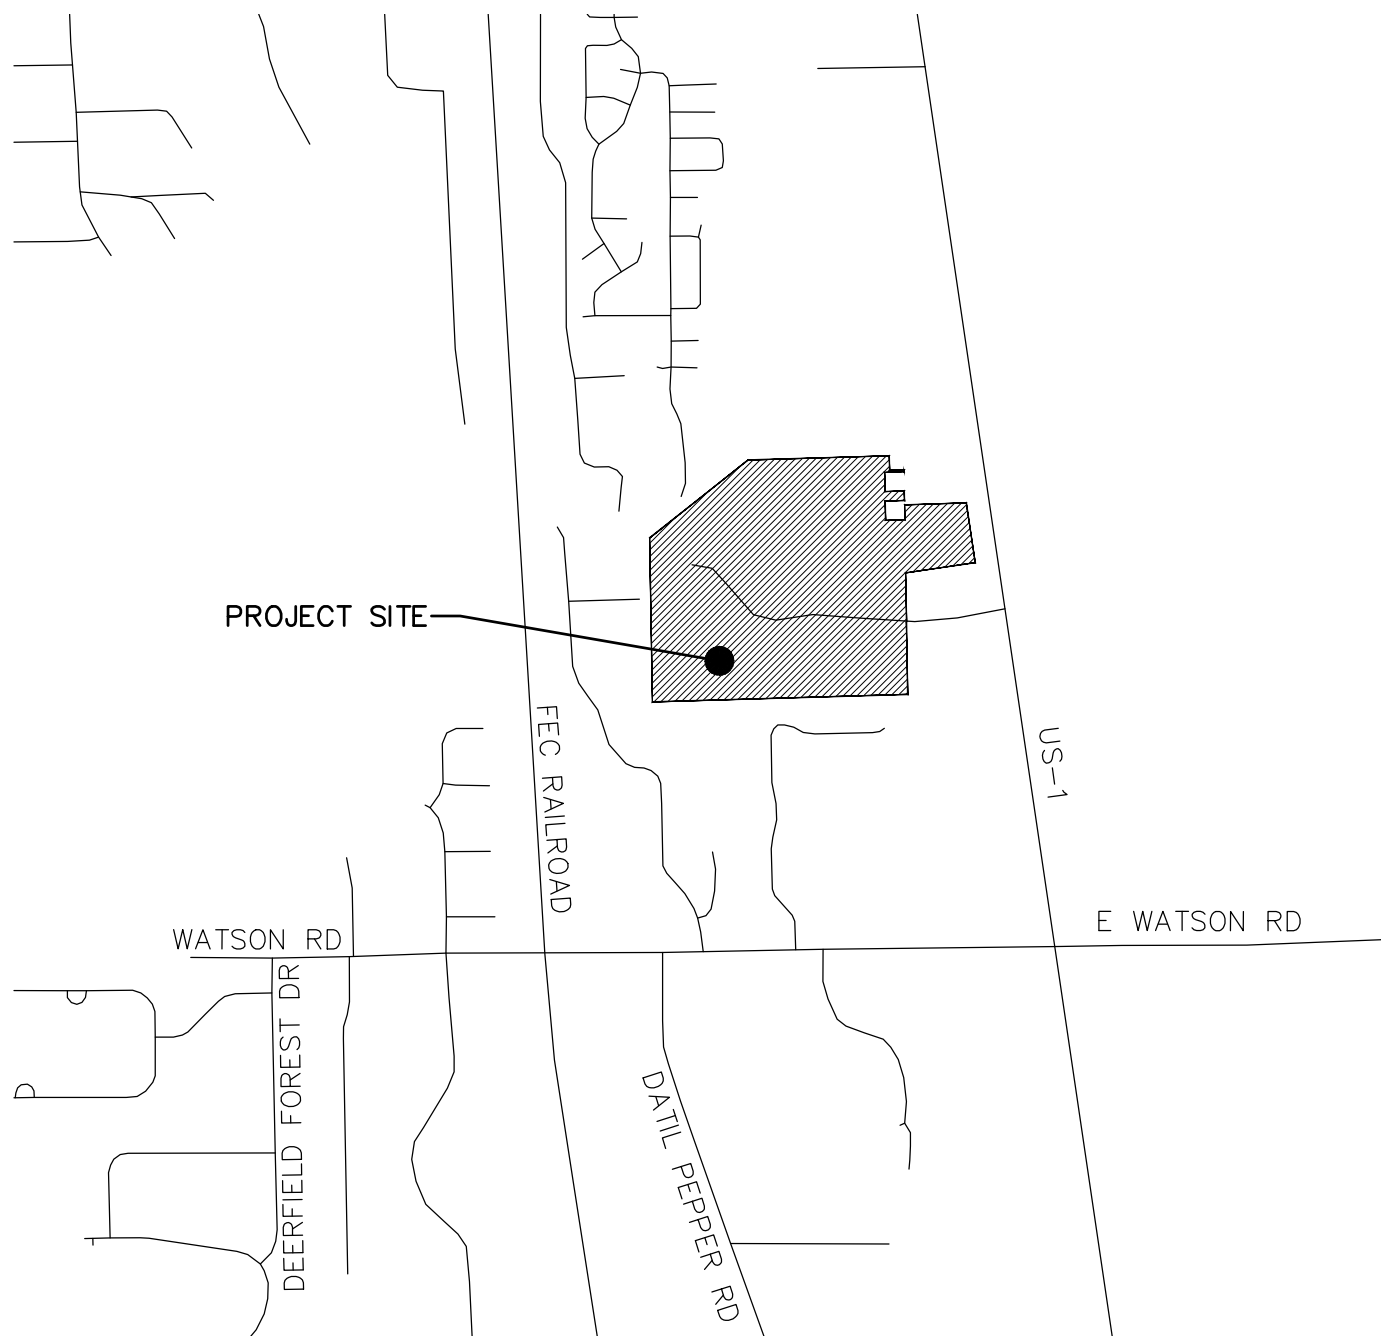 PROJECT SITE
FEC RAILROAD
US-1
E WATSON RD
WATSON RD
DEERFIELD FOREST DR
DATIL PEPPER RD